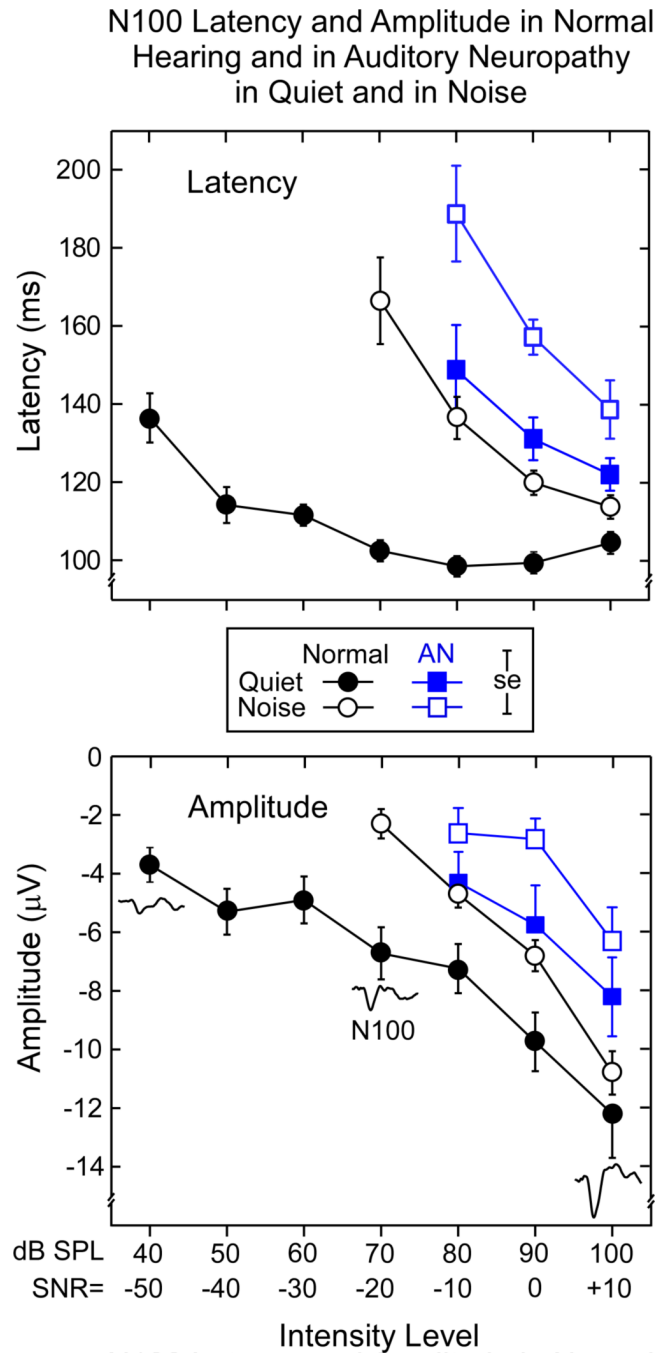 N100 Latency and Amplitude in Normal
Hearing and in Auditory Neuropathy
in Quiet and in Noise
Latency
Latency (ms)
200
180
160
140
120
100
Normal AN
Quiet
Noise
se
Amplitude
Amplitude (μV)
0
-2
-4
-6
-8
-10
-12
-14
N100
dB SPL 40 50 60 70 80 90 100
SNR= -50 -40 -30 -20 -10 0 +10
Intensity Level